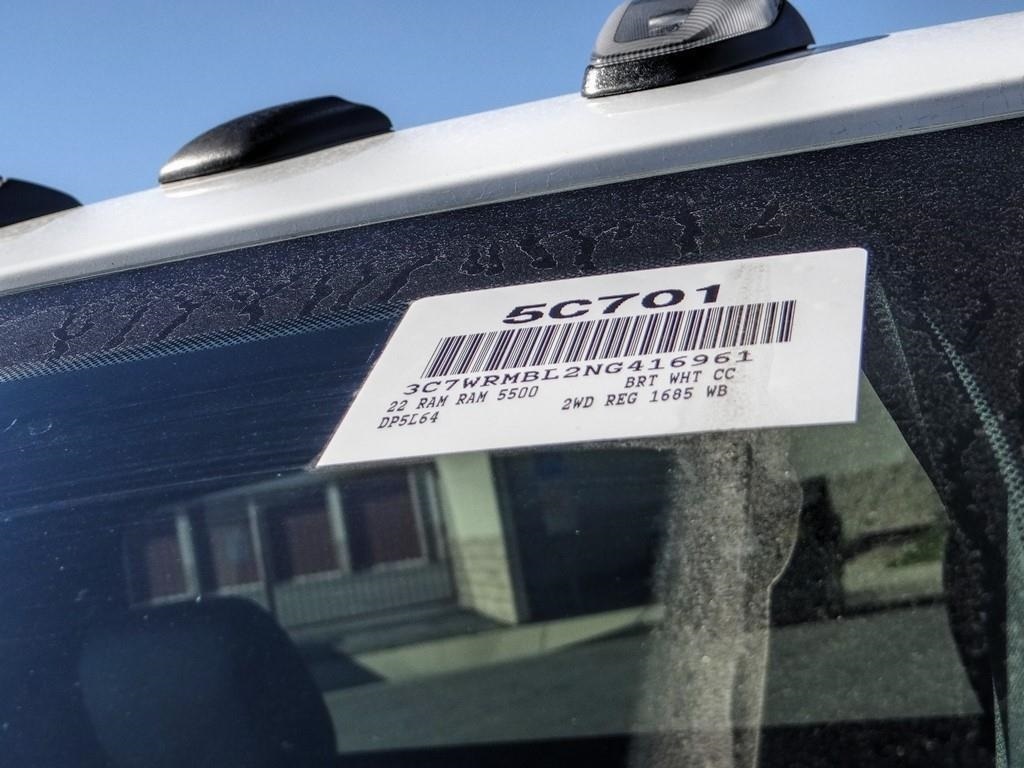 5C701
3C7WRMBL2NG416961
22 RAM RAM 5500 BRT WHT CC
DP5L64 2WD REG 1685 WB